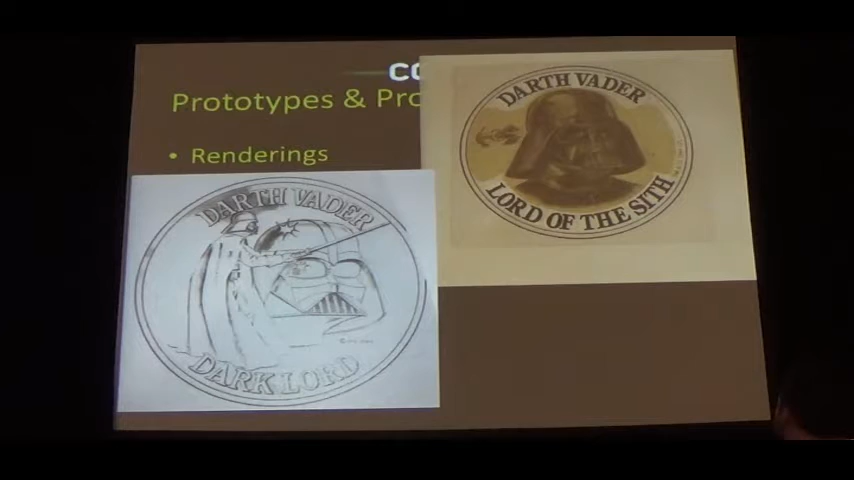 CO
Prototypes & Pro
• Renderings
DARTH VADER
LORD OF THE SITH
DARTH VADER
DARK LORD